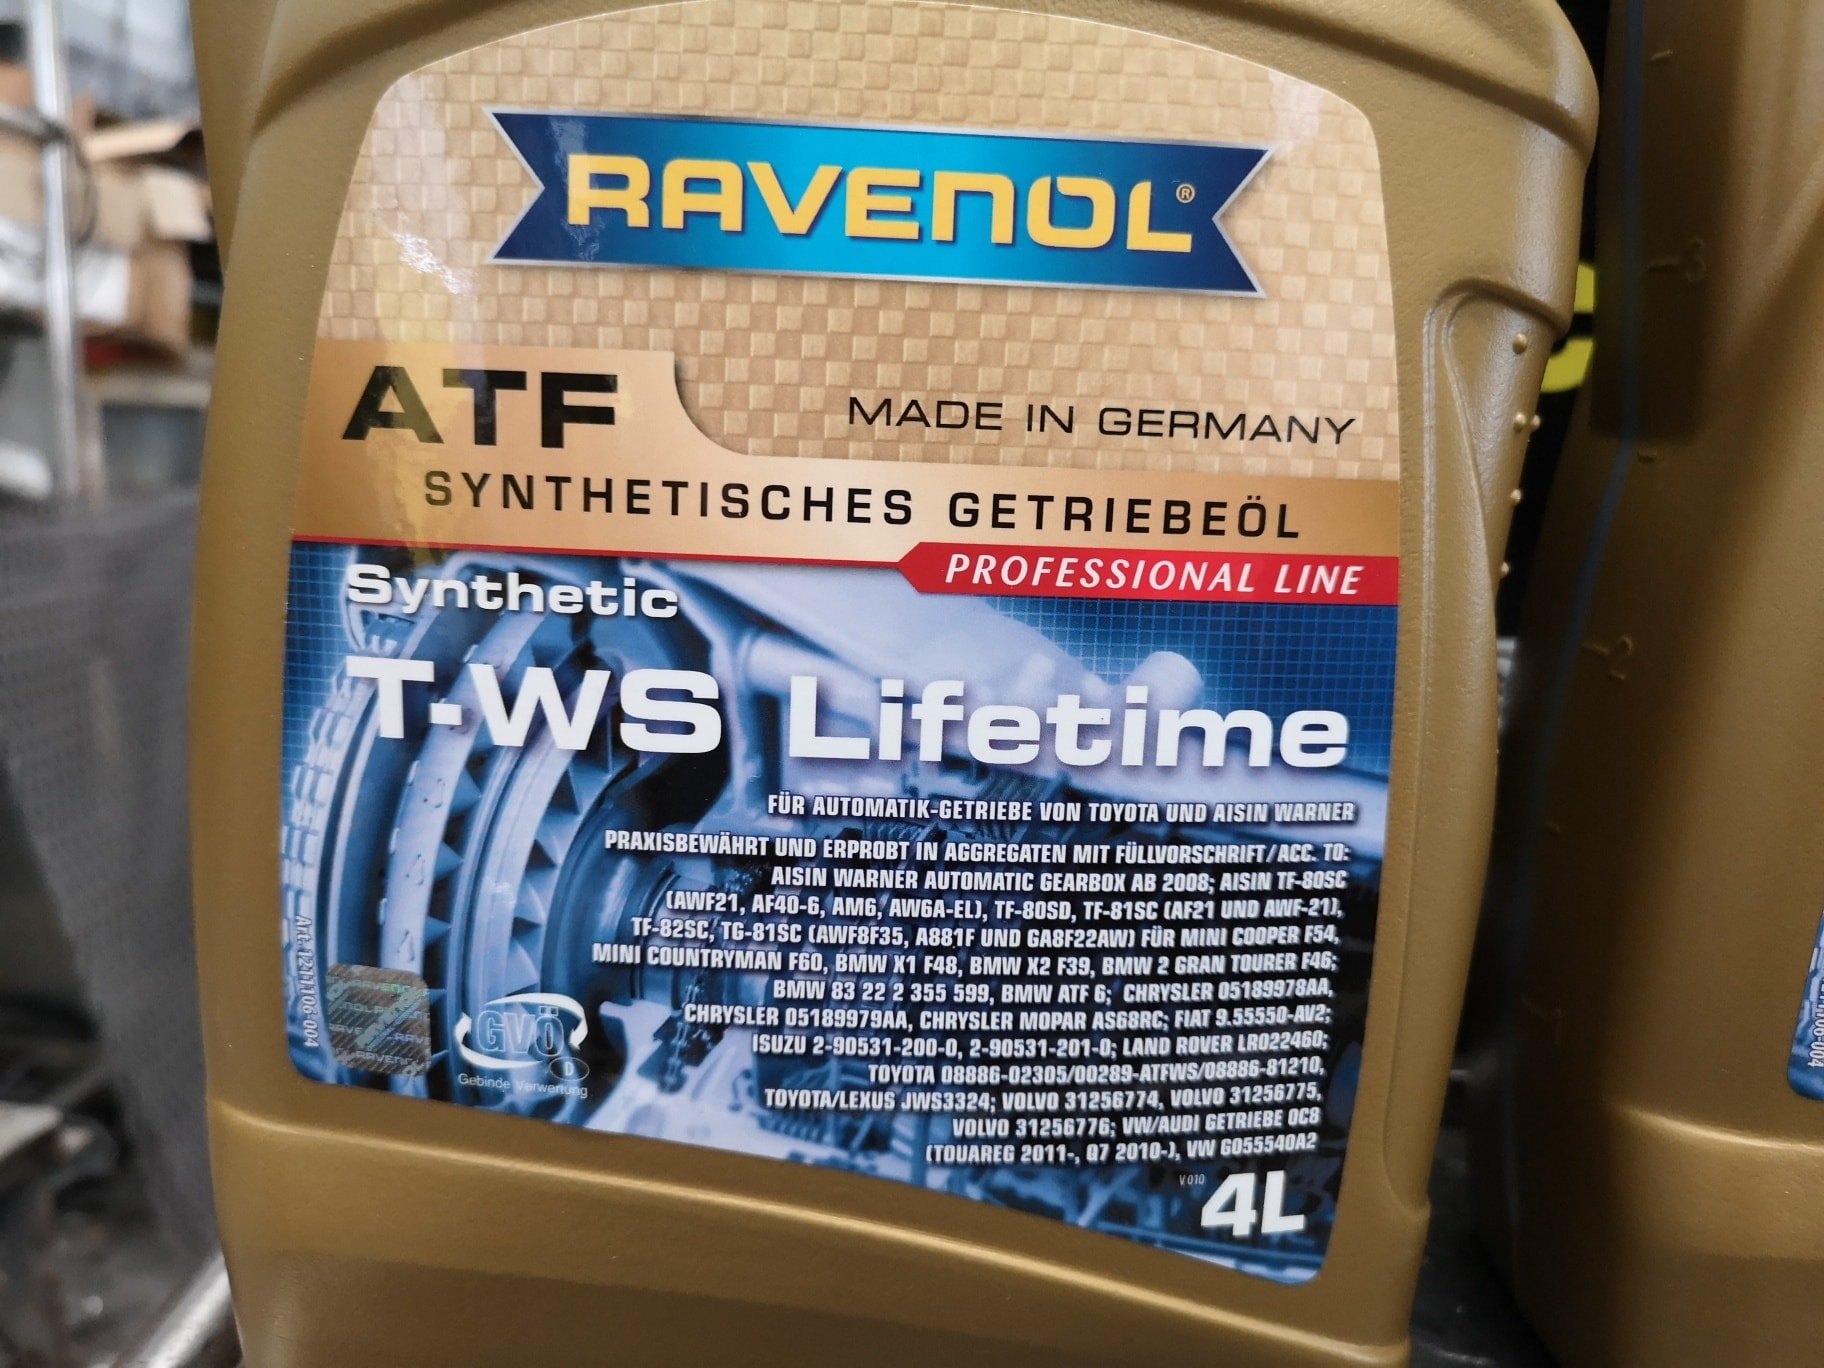 RAVENOL®
ATF
MADE IN GERMANY
SYNTHETISCHES GETRIEBEÖL
PROFESSIONAL LINE
Synthetic
T-WS Lifetime
FÜR AUTOMATIK-GETRIEBE VON TOYOTA UND AISIN WARNER
PRAXISBEWÄHRT UND ERPROBT IN AGGREGATEN MIT FÜLLVORSCHRIFT/ACC. TO:
AISIN WARNER AUTOMATIC GEARBOX AB 2008; AISIN TF-80SC
(AWF21, AF40-6, AM6, AW6A-EL), TF-80SD, TF-81SC (AF21 UND AWF-21),
TF-82SC, TG-81SC (AWF8F35, A881F UND GA8F22AW) FÜR MINI COOPER F54,
MINI COUNTRYMAN F60, BMW X1 F48, BMW X2 F39, BMW 2 GRAN TOURER F46;
BMW 83 22 2 355 599, BMW ATF 6; CHRYSLER 05189978AA,
CHRYSLER 05189979AA, CHRYSLER MOPAR AS68RC; FIAT 9.55550-AV2;
ISUZU 2-90531-200-0, 2-90531-201-0; LAND ROVER LR022460;
TOYOTA 08886-02305/00289-ATFWS/08886-81210,
TOYOTA/LEXUS JWS3324; VOLVO 31256774, VOLVO 31256775,
VOLVO 31256776; VW/AUDI GETRIEBE 0C8
(TOUAREG 2011-, Q7 2010-), VW G055540A2
V010
4L
Art. 1211106-004
RAVENOL
GVÖ
D
Gebinde Verwertung
3
2